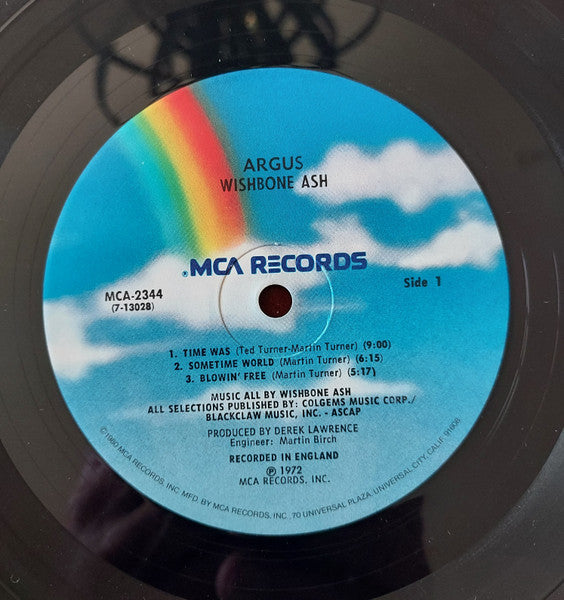 ARGUS
WISHBONE ASH
®MCA RECORDS
MCA-2344
(7-13028)
Side 1
1. TIME WAS (Ted Turner-Martin Turner) (9:00)
2. SOMETIME WORLD (Martin Turner) (6:15)
3. BLOWIN' FREE (Martin Turner) (5:17)
MUSIC ALL BY WISHBONE ASH
ALL SELECTIONS PUBLISHED BY: COLGEMS MUSIC CORP./
BLACKCLAW MUSIC, INC. - ASCAP
PRODUCED BY DEREK LAWRENCE
Engineer: Martin Birch
RECORDED IN ENGLAND
℗ 1972
MCA RECORDS, INC.
©1980 MCA RECORDS, INC. MFD. BY MCA RECORDS, INC., 70 UNIVERSAL PLAZA, UNIVERSAL CITY, CALIF. 91608